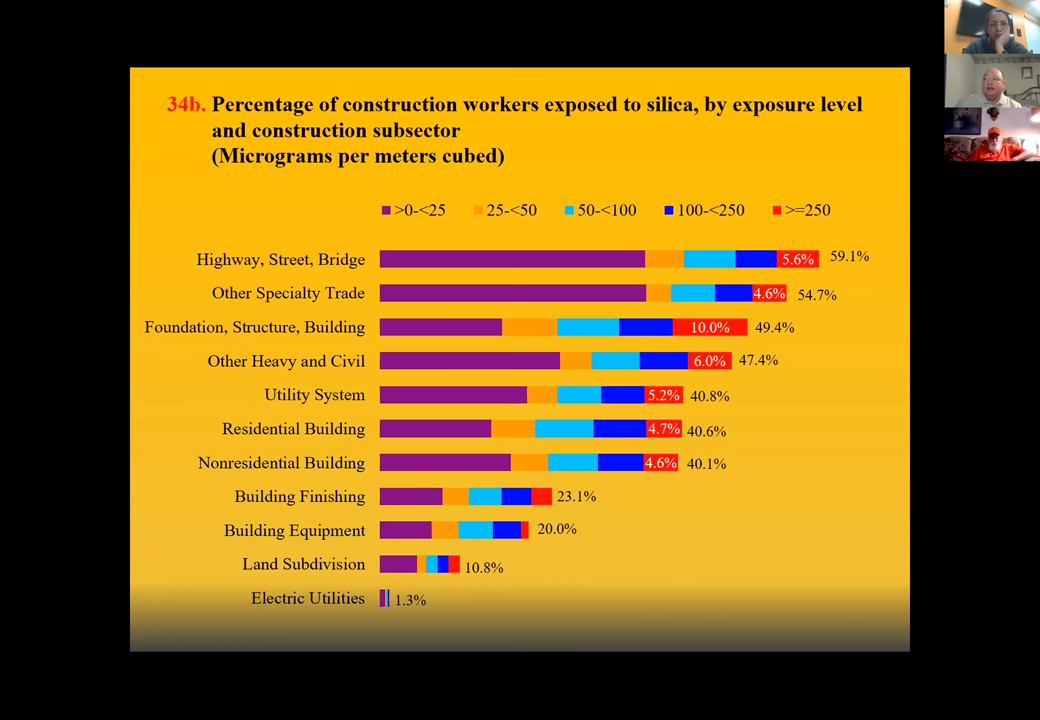 34b. Percentage of construction workers exposed to silica, by exposure level
and construction subsector
(Micrograms per meters cubed)
>0-<25 25-<50 50-<100 100-<250 >=250
Highway, Street, Bridge 5.6% 59.1%
Other Specialty Trade 4.6% 54.7%
Foundation, Structure, Building 10.0% 49.4%
Other Heavy and Civil 6.0% 47.4%
Utility System 5.2% 40.8%
Residential Building 4.7% 40.6%
Nonresidential Building 4.6% 40.1%
Building Finishing 23.1%
Building Equipment 20.0%
Land Subdivision 10.8%
Electric Utilities 1.3%